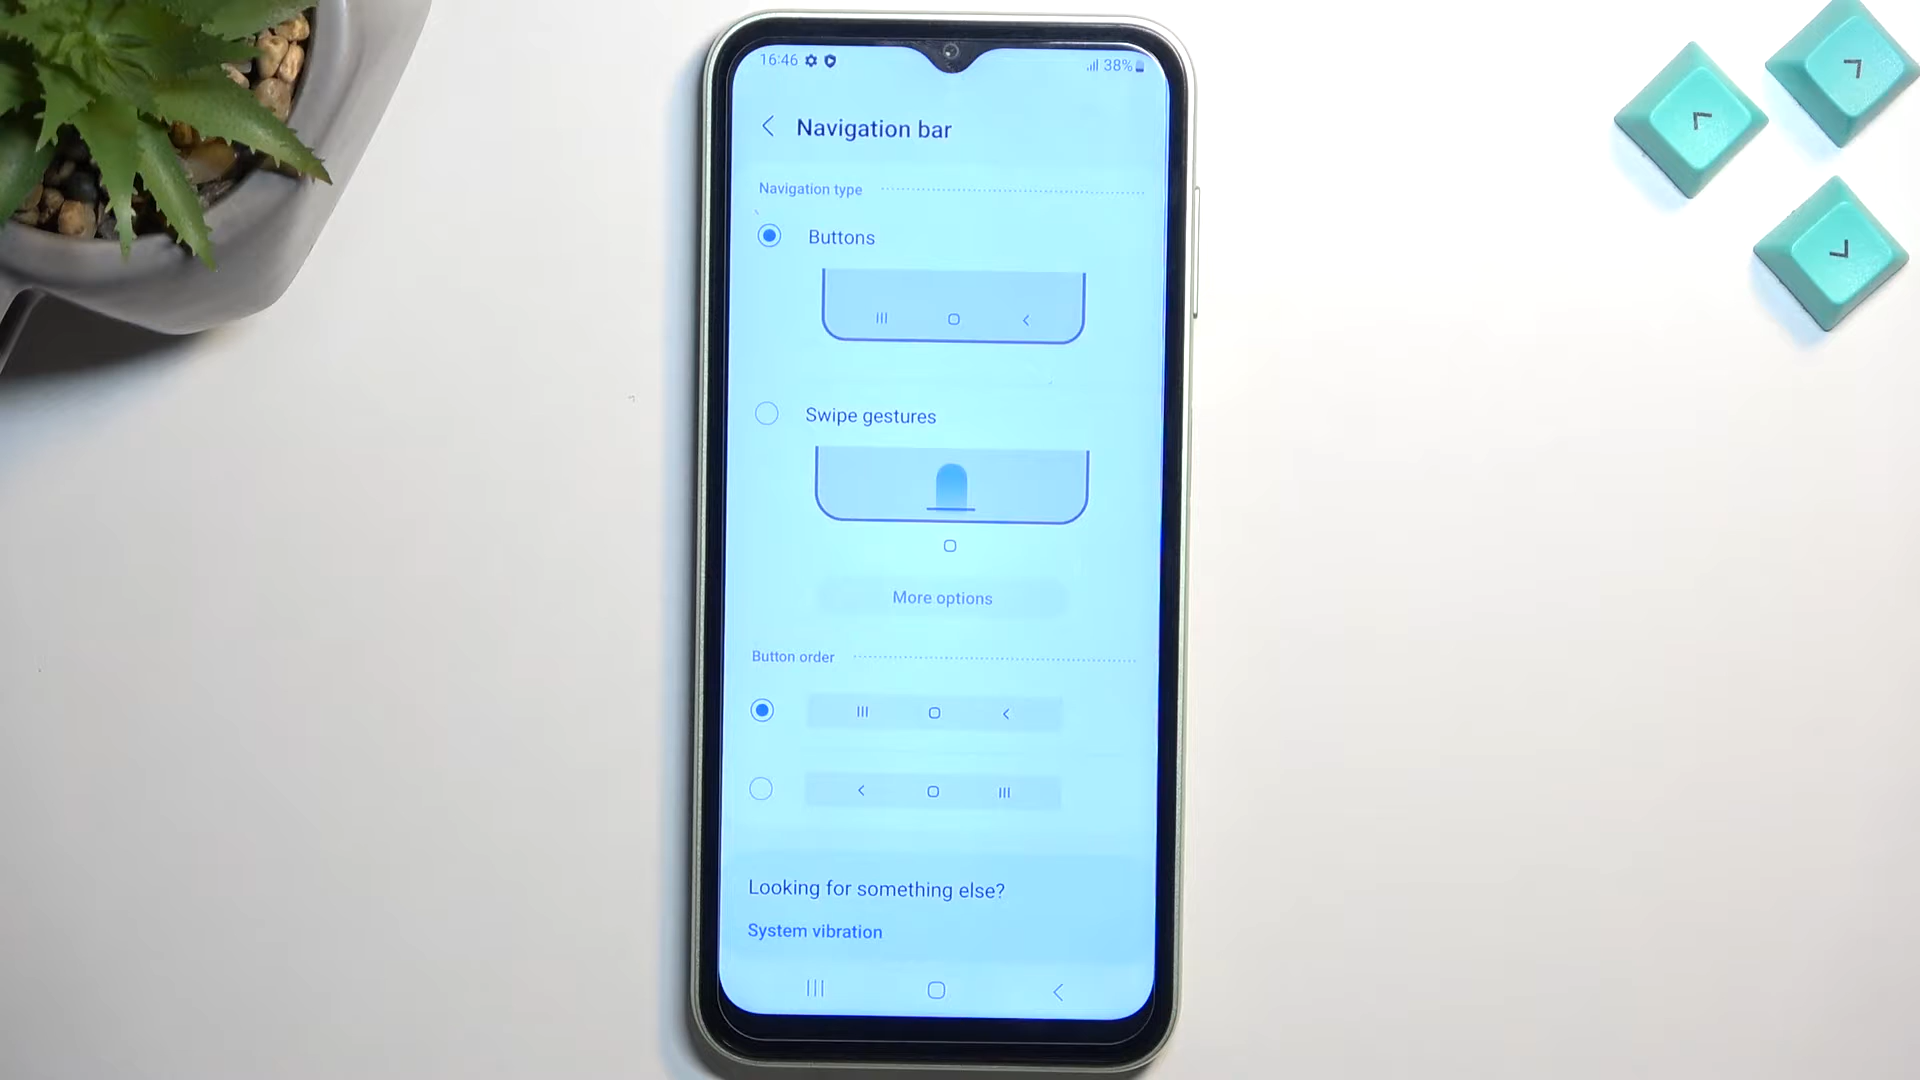 16:46
38%
Navigation bar
Navigation type
Buttons
Swipe gestures
More options
Button order
Looking for something else?
System vibration